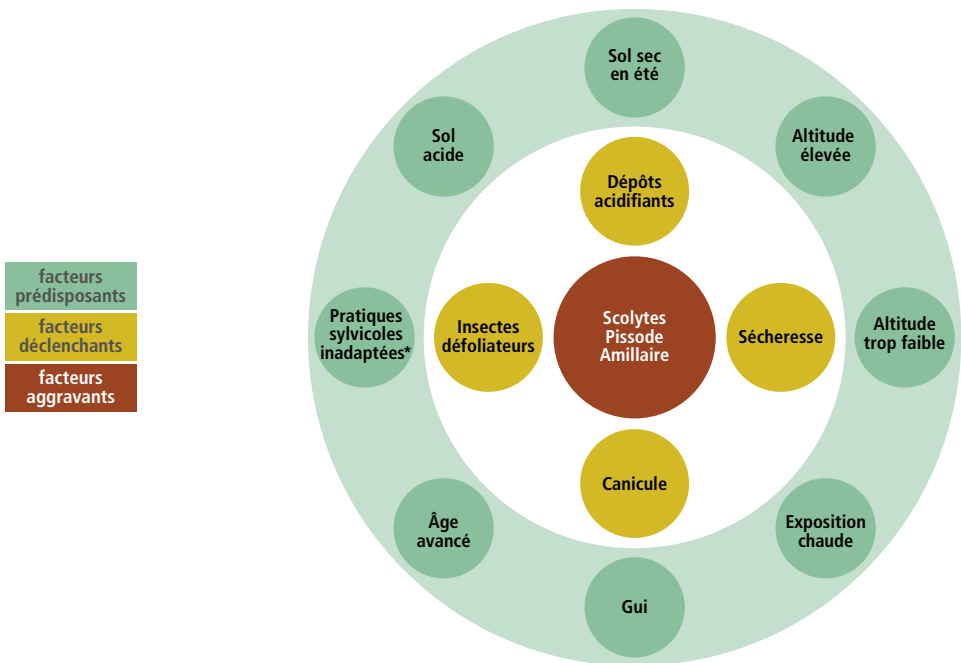 Sol sec
en été
Sol
acide
Altitude
élevée
Dépôts
acidifiants
facteurs
prédisposants
facteurs
déclenchants
facteurs
aggravants
Pratiques
sylvicoles
inadaptées*
Insectes
défoliateurs
Scolytes
Pissode
Amillaire
Sécheresse
Altitude
trop faible
Canicule
Âge
avancé
Exposition
chaude
Gui